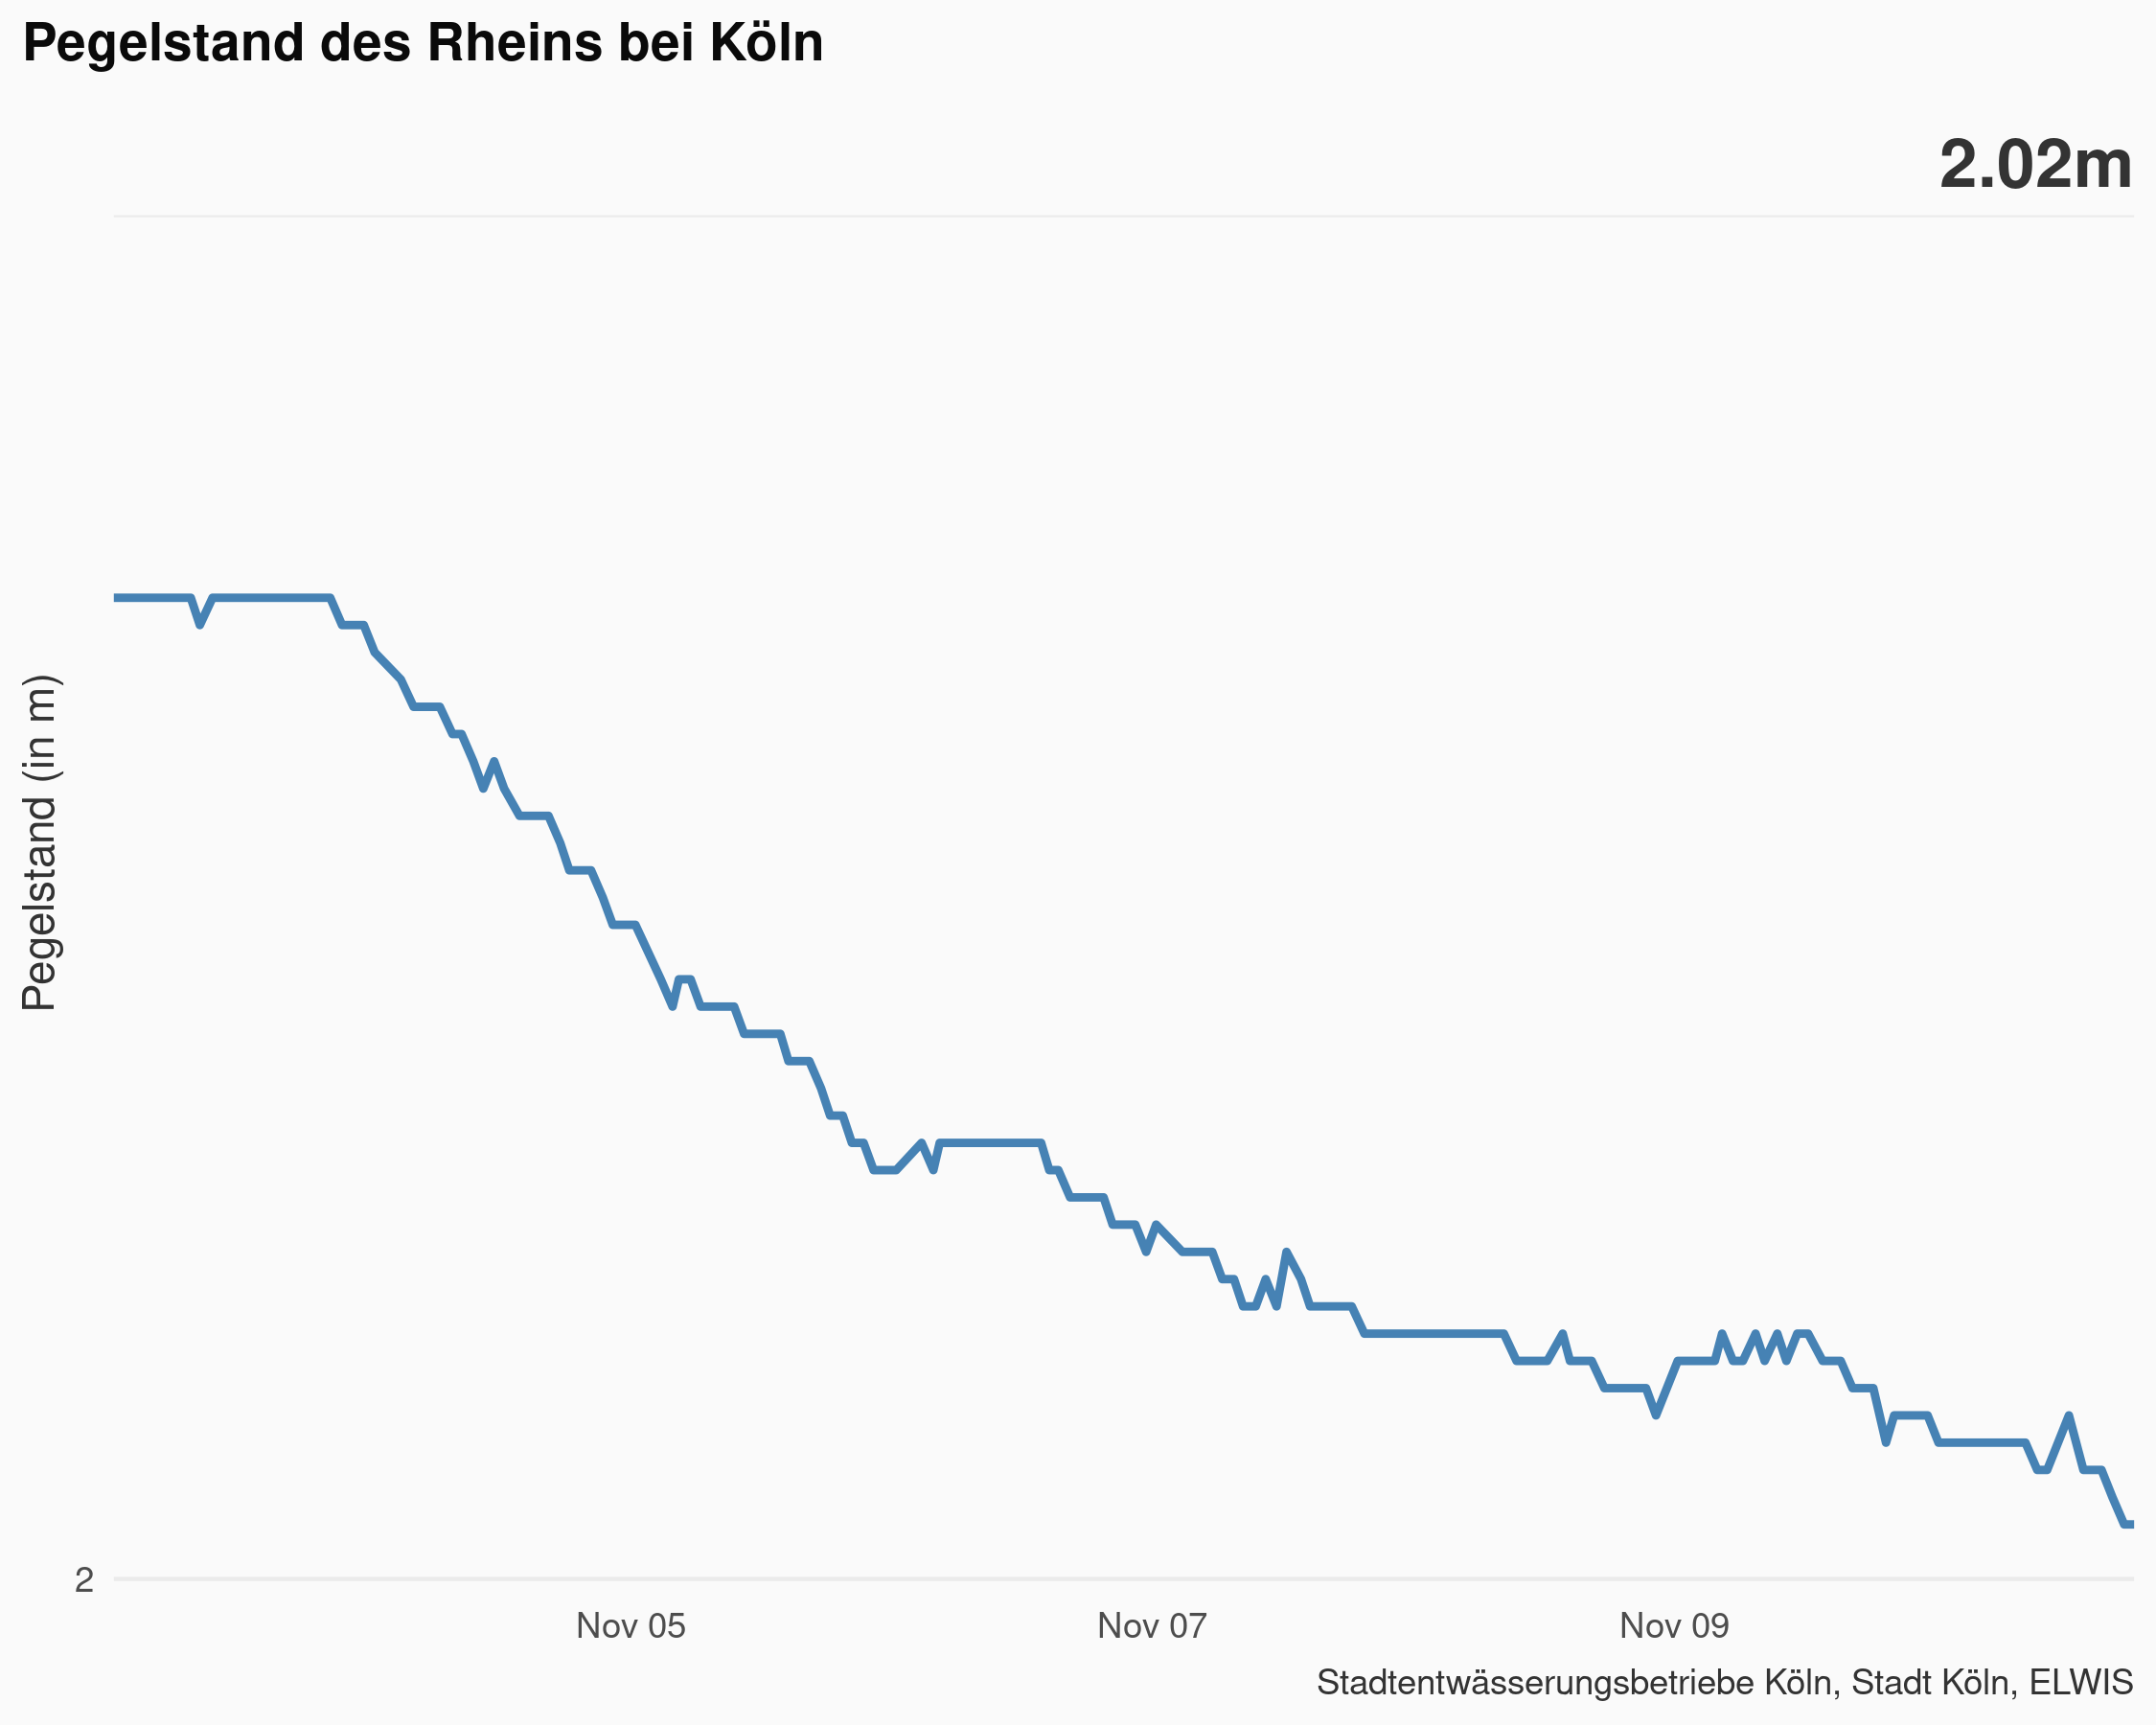 Pegelstand des Rheins bei Köln
2.02m
Pegelstand (in m)
2
Nov 05
Nov 07
Nov 09
Stadtentwässerungsbetriebe Köln, Stadt Köln, ELWIS